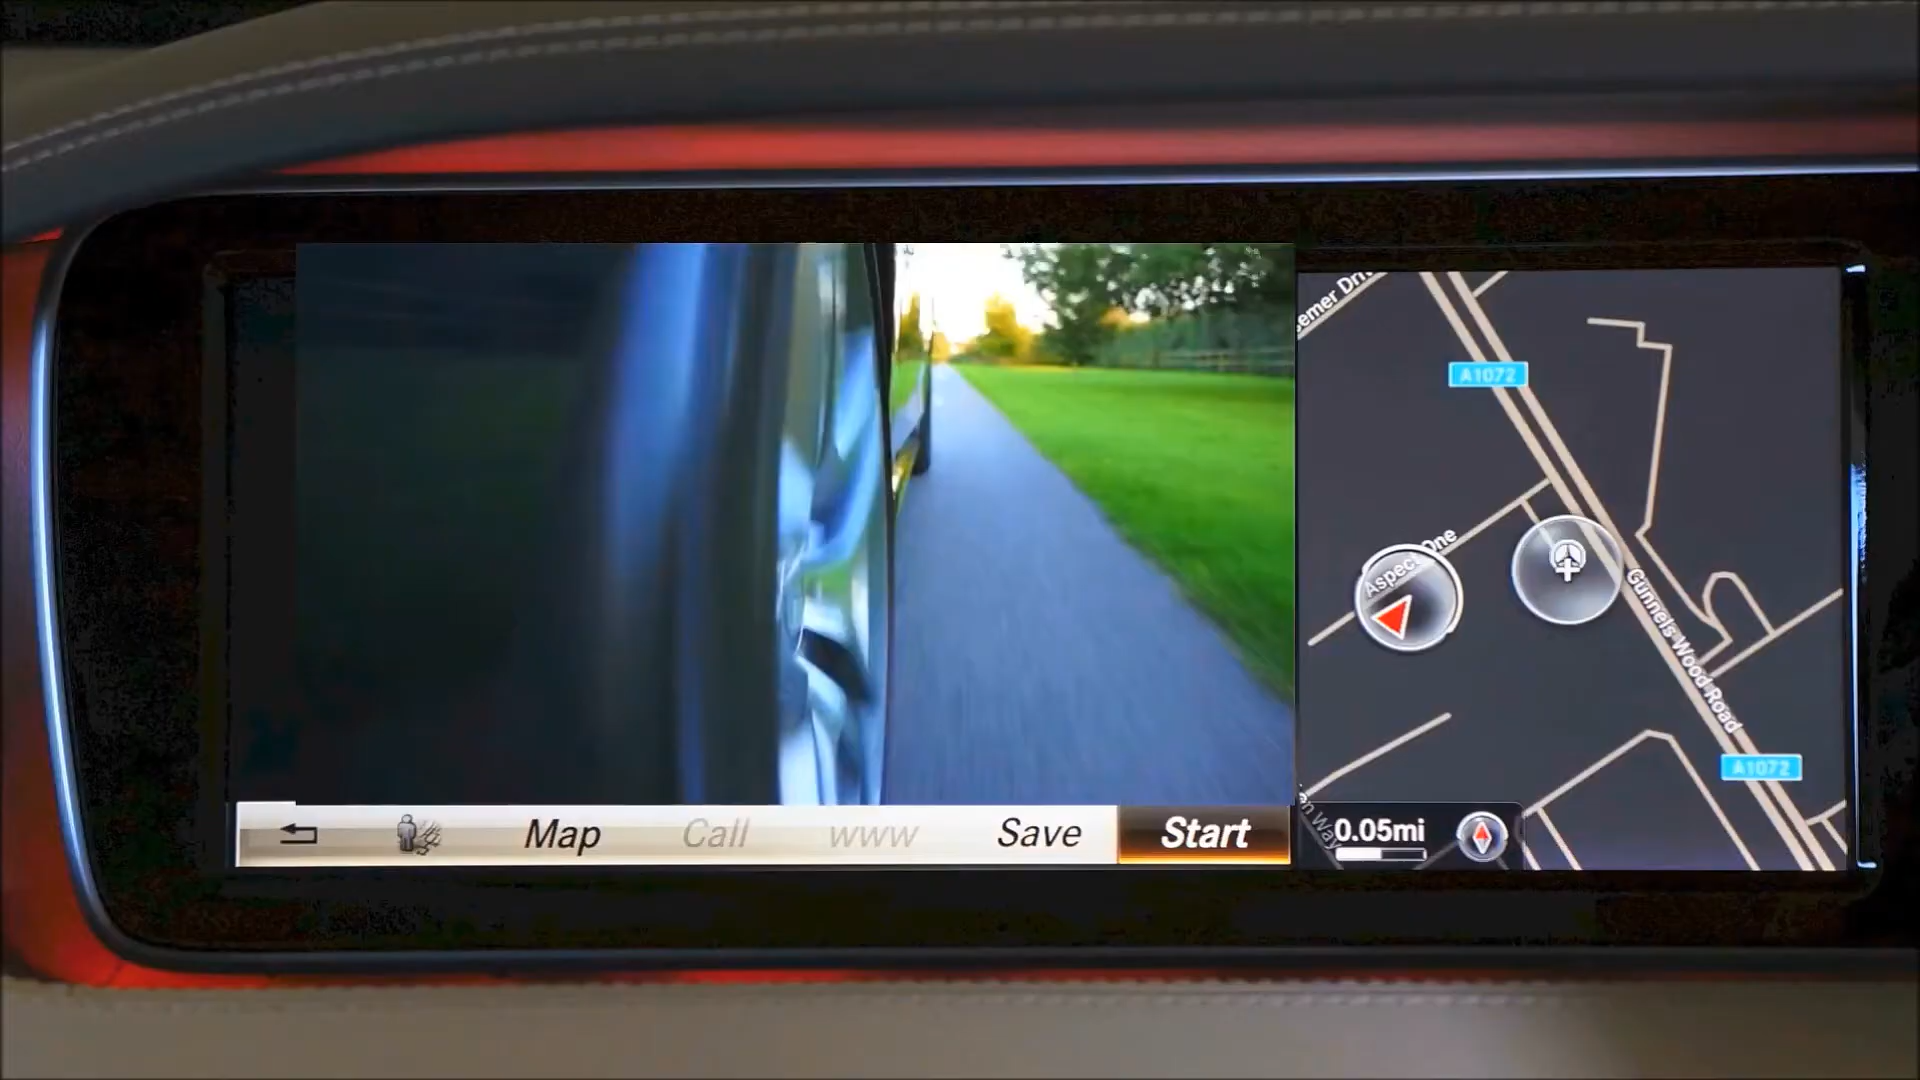 A1072
Aspect One
Gunnels Wood Road
A1072
0.05mi
Map Call www Save Start